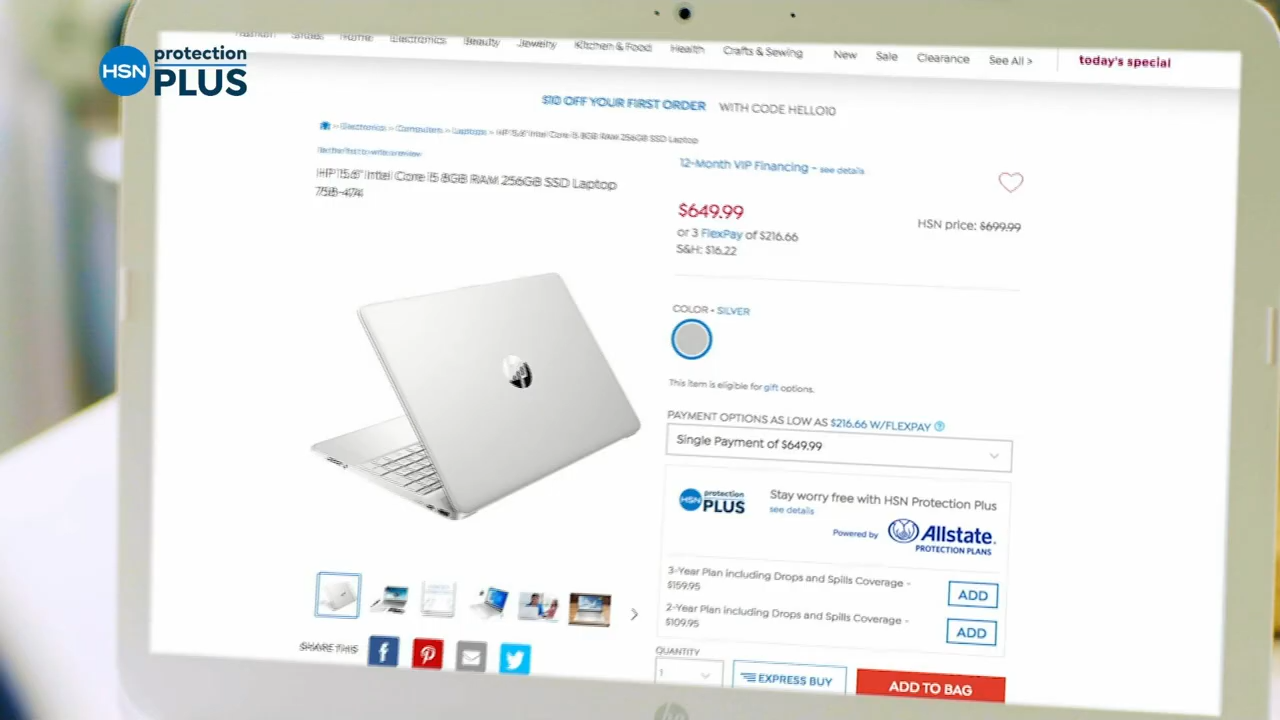 HSN protection PLUS
Fashion Shoes Home Electronics Beauty Jewelry Kitchen & Food Health Crafts & Sewing New Sale Clearance See All > today's special
$10 OFF YOUR FIRST ORDER WITH CODE HELLO10
> Electronics > Computers > Laptops > HP 15.6" Intel Core i5 8GB RAM 256GB SSD Laptop
Be the first to write a review
HP 15.6" Intel Core i5 8GB RAM 256GB SSD Laptop
758-474
12-Month VIP Financing - see details
$649.99
HSN price: $699.99
or 3 FlexPay of $216.66
S&H: $16.22
COLOR - SILVER
This item is eligible for gift options.
PAYMENT OPTIONS AS LOW AS $216.66 W/FLEXPAY ?
Single Payment of $649.99
HSN protection PLUS
Stay worry free with HSN Protection Plus
see details
Powered by Allstate.
PROTECTION PLANS
3-Year Plan including Drops and Spills Coverage -
$159.95
ADD
2-Year Plan including Drops and Spills Coverage -
$109.95
ADD
SHARE THIS
QUANTITY
1
EXPRESS BUY
ADD TO BAG
hp